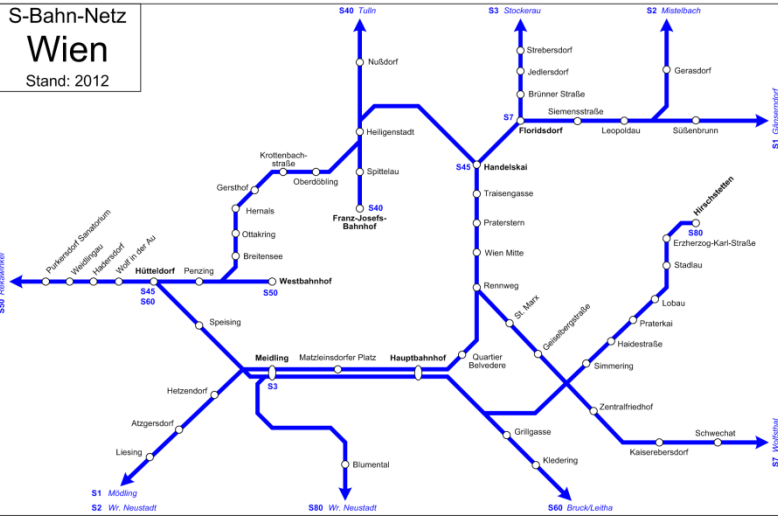 S-Bahn-Netz
Wien
Stand: 2012
S40 Tulln
S3 Stockerau
S2 Mistelbach
Nußdorf
Strebersdorf
Jedlersdorf
Brünner Straße
Gerasdorf
S7
Floridsdorf
Siemensstraße
Leopoldau
Süßenbrunn
S1 Gänserndorf
Heiligenstadt
Krottenbach-
straße
Oberdöbling
Spittelau
S40
Franz-Josefs-
Bahnhof
S45
Handelskai
Gersthof
Hernals
Ottakring
Breitensee
Traisengasse
Praterstern
Wien Mitte
Rennweg
Hirschstetten
S80
Erzherzog-Karl-Straße
Stadlau
Lobau
Praterkai
Haidestraße
Simmering
Purkersdorf Sanatorium
Weidlingau
Hadersdorf
Wolf in der Au
Hütteldorf
S45
S60
Penzing
Westbahnhof
S50
S50 Rekawinkel
Speising
St. Marx
Geiselbergstraße
Meidling
S3
Matzleinsdorfer Platz
Hauptbahnhof
Quartier
Belvedere
Hetzendorf
Atzgersdorf
Liesing
Zentralfriedhof
Grillgasse
Kledering
Kaiserebersdorf
Schwechat
S7 Wolfsthal
Blumental
S1 Mödling
S2 Wr. Neustadt
S80 Wr. Neustadt
S60 Bruck/Leitha